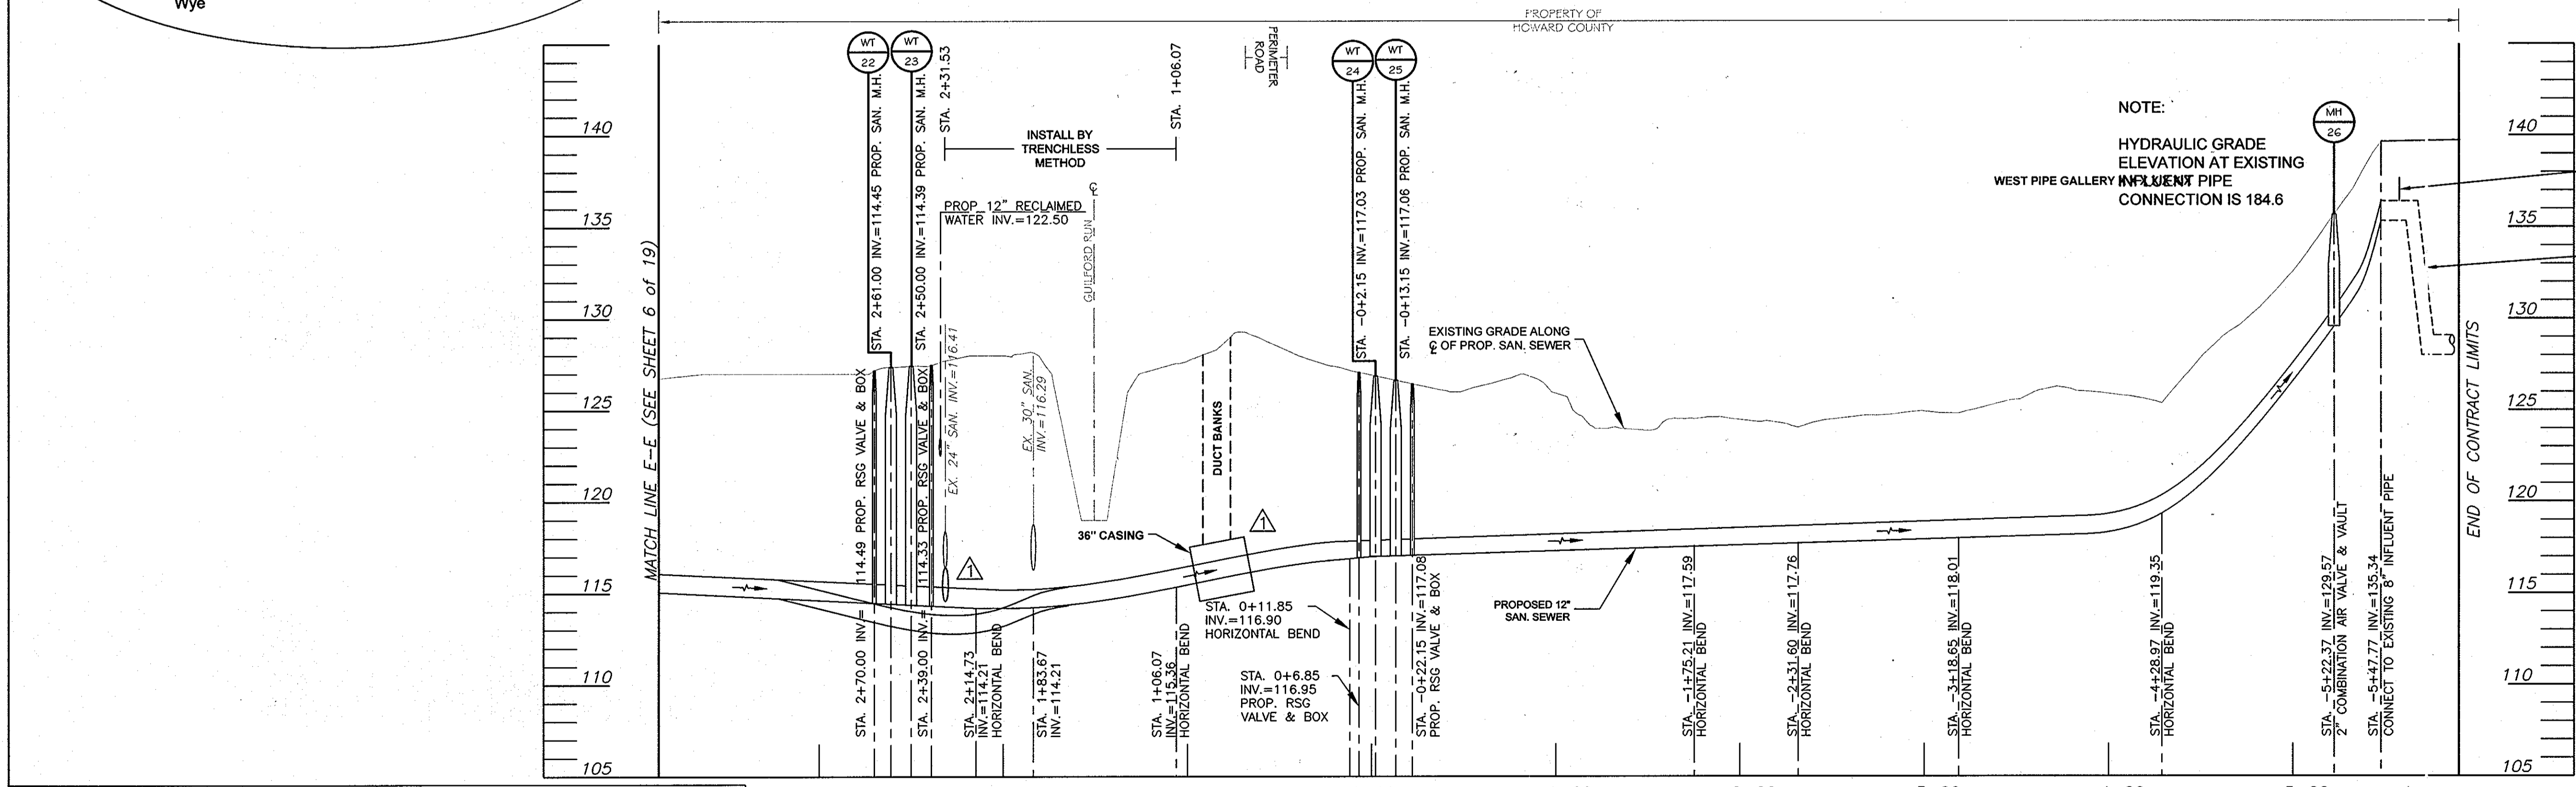 Wye
PROPERTY OF
HOWARD COUNTY
WT
22
WT
23
STA. 2+31.53
STA. 1+06.07
PERIMETER
ROAD
WT
24
WT
25
NOTE:
HYDRAULIC GRADE
ELEVATION AT EXISTING
INFLUENT PIPE
CONNECTION IS 184.6
WEST PIPE GALLERY
MH
26
INSTALL BY
TRENCHLESS
METHOD
PROP 12" RECLAIMED
WATER INV.=122.50
GUILFORD RUN
℄
140
135
130
125
120
115
110
105
MATCH LINE E-E (SEE SHEET 6 of 19)
STA. 2+61.00 INV.=114.45 PROP. SAN. M.H.
STA. 2+50.00 INV.=114.39 PROP. SAN. M.H.
STA. 2+70.00 INV.= 114.49 PROP. RSG VALVE & BOX
STA. 2+39.00 INV.= 114.33 PROP. RSG VALVE & BOX
EX. 24" SAN. INV.=116.41
EX. 30" SAN.
INV.=116.29
STA. 2+14.73
INV.=114.21
HORIZONTAL BEND
STA. 1+83.67
INV.=114.21
STA. 1+06.07
INV.=115.36
HORIZONTAL BEND
36" CASING
DUCT BANKS
1
1
STA. 0+11.85
INV.=116.90
HORIZONTAL BEND
STA. 0+6.85
INV.=116.95
PROP. RSG
VALVE & BOX
STA. -0+2.15 INV.=117.03 PROP. SAN. M.H.
STA. -0+13.15 INV.=117.06 PROP. SAN. M.H.
STA. -0+22.15 INV.=117.08
PROP. RSG VALVE & BOX
EXISTING GRADE ALONG
℄ OF PROP. SAN. SEWER
PROPOSED 12"
SAN. SEWER
STA. -1+75.21 INV.=117.59
HORIZONTAL BEND
STA. -2+31.60 INV.=117.76
HORIZONTAL BEND
STA. -3+18.65 INV.=118.01
HORIZONTAL BEND
STA. -4+28.97 INV.=119.35
HORIZONTAL BEND
STA. -5+22.37 INV.=129.57
2" COMBINATION AIR VALVE & VAULT
STA. -5+47.77 INV.=135.34
CONNECT TO EXISTING 8" INFLUENT PIPE
END OF CONTRACT LIMITS
140
135
130
125
120
115
110
105